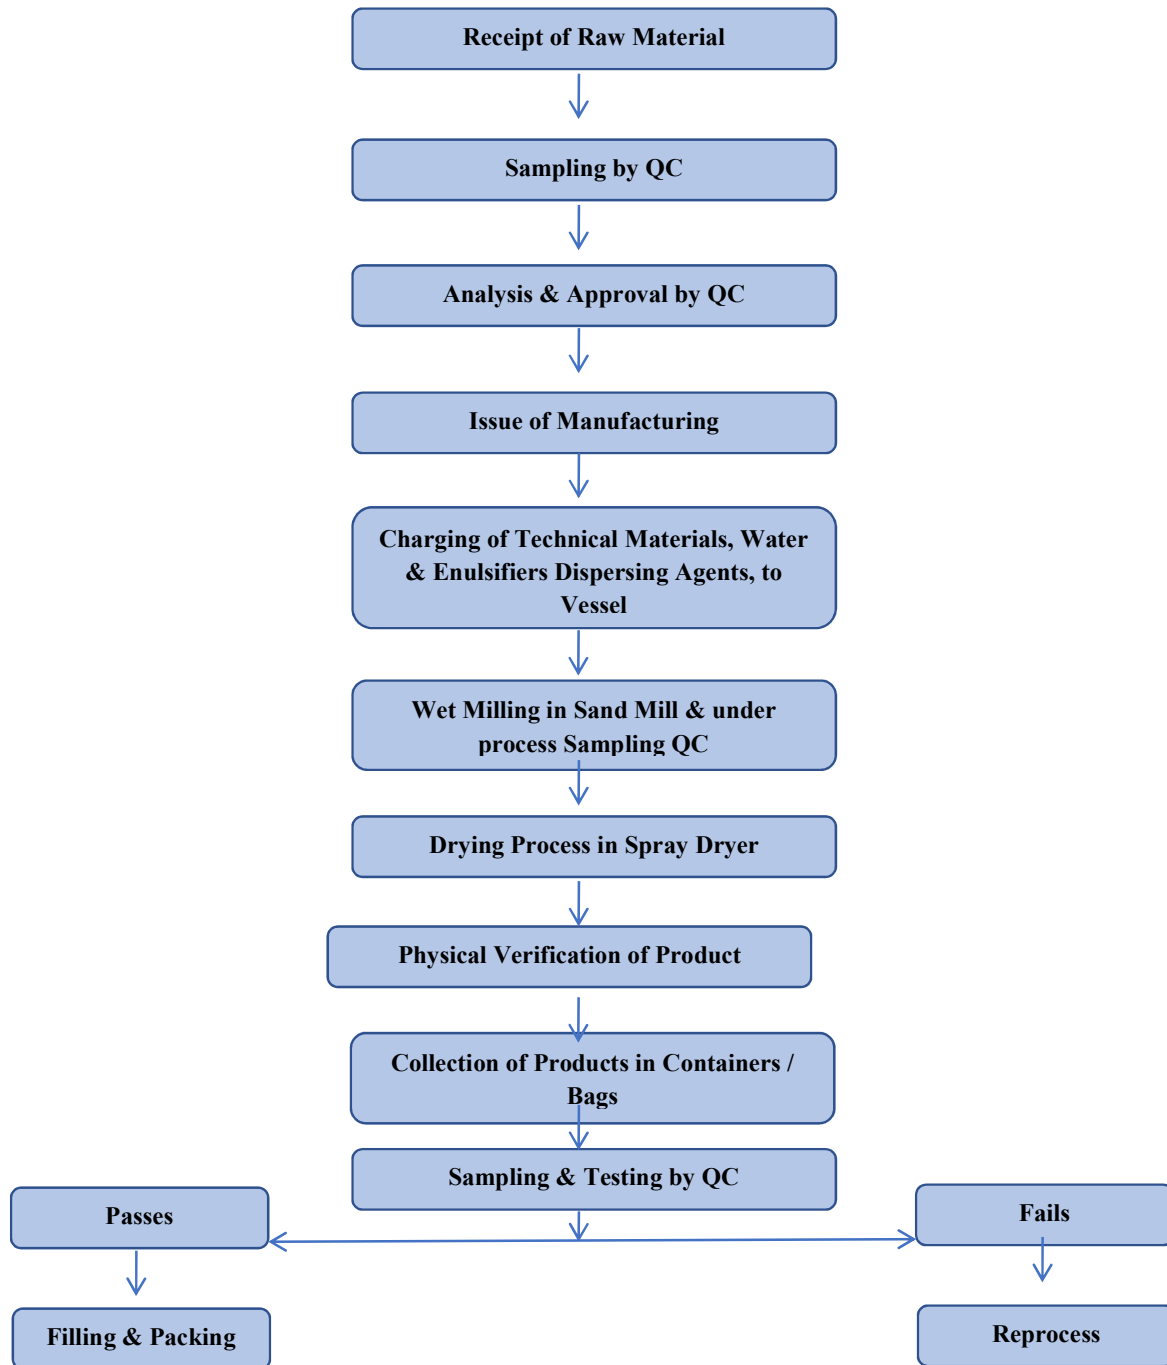 Receipt of Raw Material
Sampling by QC
Analysis & Approval by QC
Issue of Manufacturing
Charging of Technical Materials, Water
& Enulsifiers Dispersing Agents, to
Vessel
Wet Milling in Sand Mill & under
process Sampling QC
Drying Process in Spray Dryer
Physical Verification of Product
Collection of Products in Containers /
Bags
Sampling & Testing by QC
Passes
Fails
Filling & Packing
Reprocess